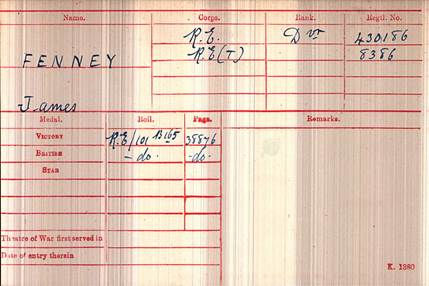 Name. Corps. Rank. Regtl. No.
R.E. Dvr 430186
FENNEY R.E(T) 8386
James
Medal. Roll. Page. Remarks.
VICTORY R.E/101 B165 38876
BRITISH -do. -do-
STAR
Theatre of War first served in
Date of entry therein
K. 1380